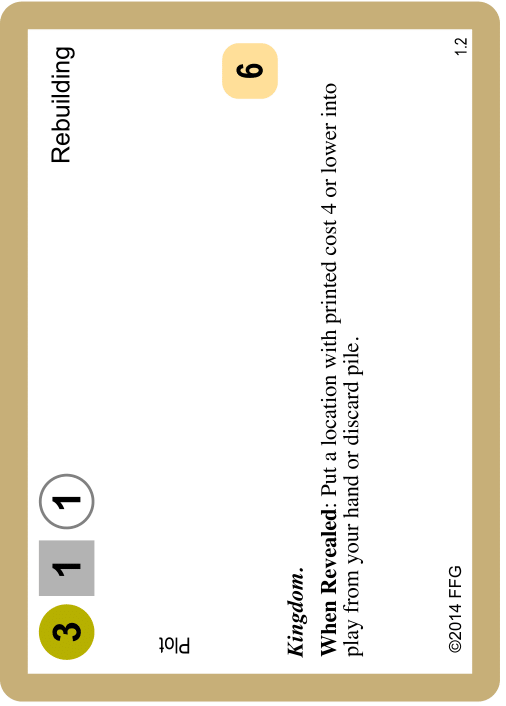 3 1 1 Rebuilding
Plot
6
Kingdom.
When Revealed: Put a location with printed cost 4 or lower into
play from your hand or discard pile.
©2014 FFG 1.2